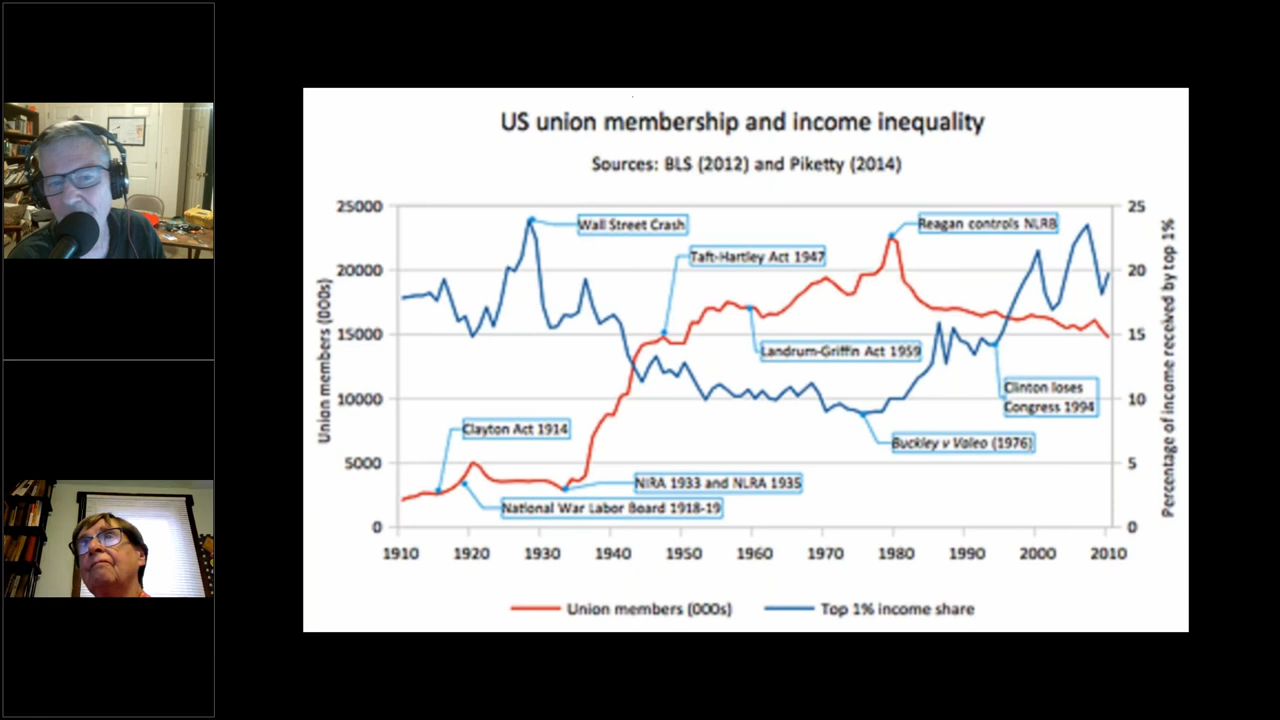 US union membership and income inequality
Sources: BLS (2012) and Piketty (2014)
25000
20000
15000
10000
5000
0
Union members (000s)
25
20
15
10
5
0
Percentage of income received by top 1%
Wall Street Crash
Reagan controls NLRB
Taft-Hartley Act 1947
Landrum-Griffin Act 1959
Clinton loses
Congress 1994
Clayton Act 1914
Buckley v Valeo (1976)
NIRA 1933 and NLRA 1935
National War Labor Board 1918-19
1910 1920 1930 1940 1950 1960 1970 1980 1990 2000 2010
Union members (000s) Top 1% income share